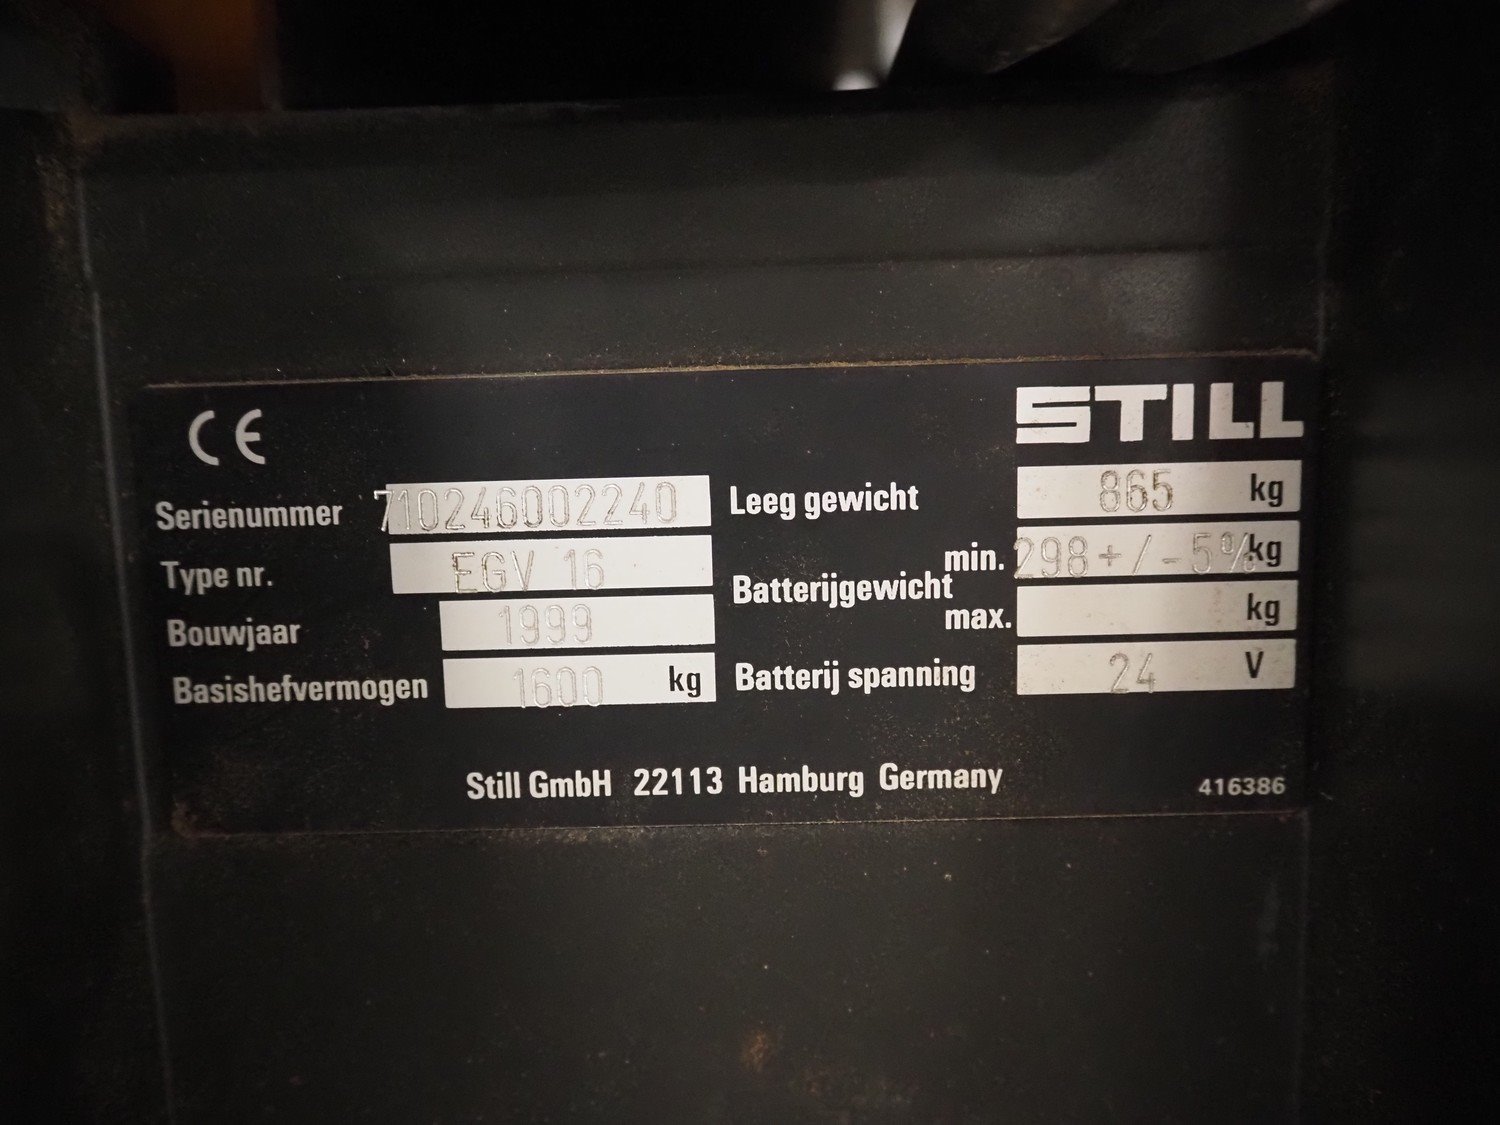 CE
STILL
Serienummer 710246002240
Type nr. EGV 16
Bouwjaar 1999
Basishefvermogen 1600 kg
Leeg gewicht 865 kg
Batterijgewicht min. 298+/-5% kg
max. kg
Batterij spanning 24 V
Still GmbH 22113 Hamburg Germany
416386